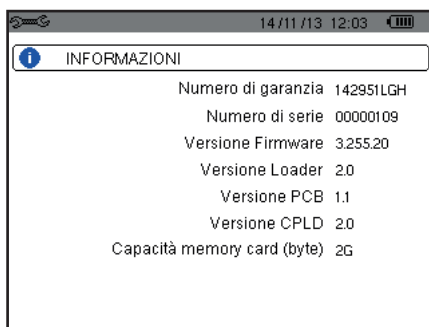 14/11/13 12:03
INFORMAZIONI
Numero di garanzia 142951LGH
Numero di serie 00000109
Versione Firmware 3.255.20
Versione Loader 2.0
Versione PCB 1.1
Versione CPLD 2.0
Capacità memory card (byte) 2G